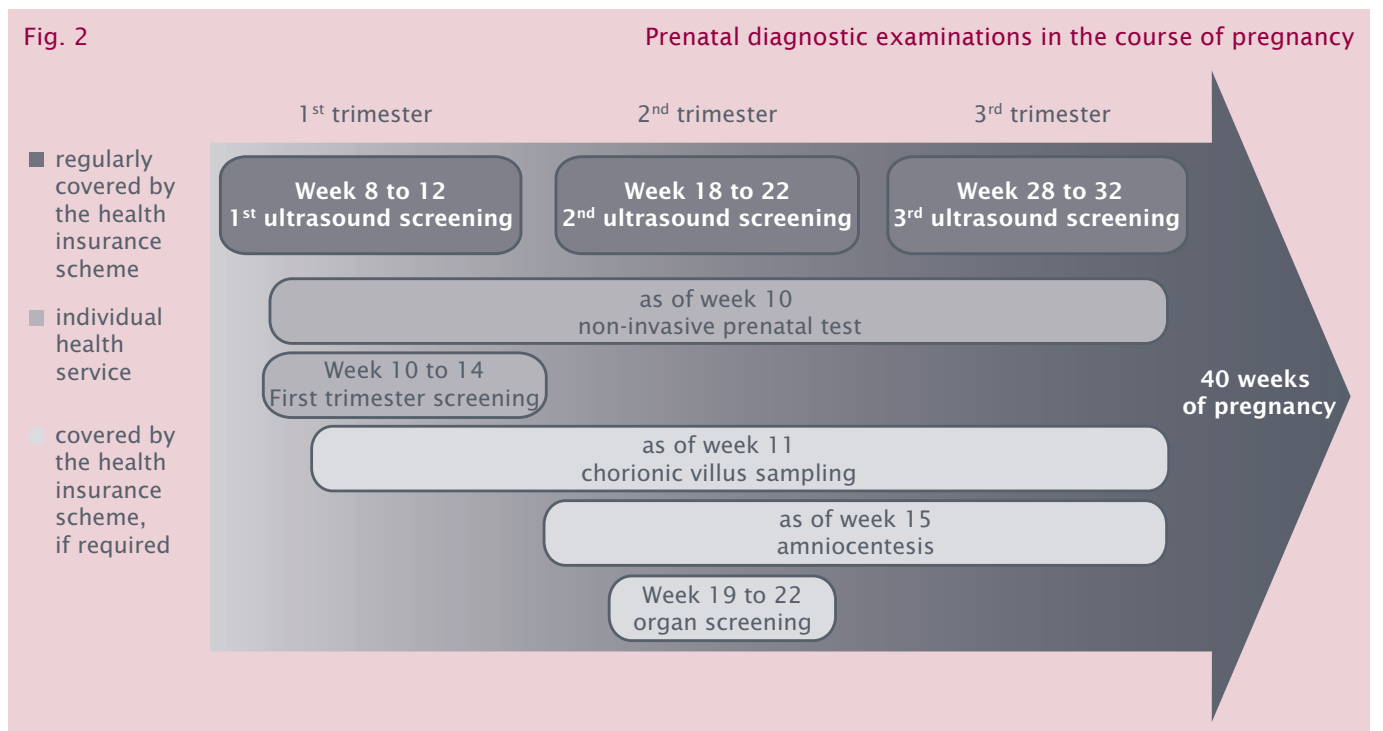 Fig. 2
Prenatal diagnostic examinations in the course of pregnancy
1st trimester
2nd trimester
3rd trimester
regularly
covered by
the health
insurance
scheme
individual
health
service
covered by
the health
insurance
scheme,
if required
Week 8 to 12
1st ultrasound screening
Week 18 to 22
2nd ultrasound screening
Week 28 to 32
3rd ultrasound screening
as of week 10
non-invasive prenatal test
Week 10 to 14
First trimester screening
as of week 11
chorionic villus sampling
as of week 15
amniocentesis
Week 19 to 22
organ screening
40 weeks
of pregnancy